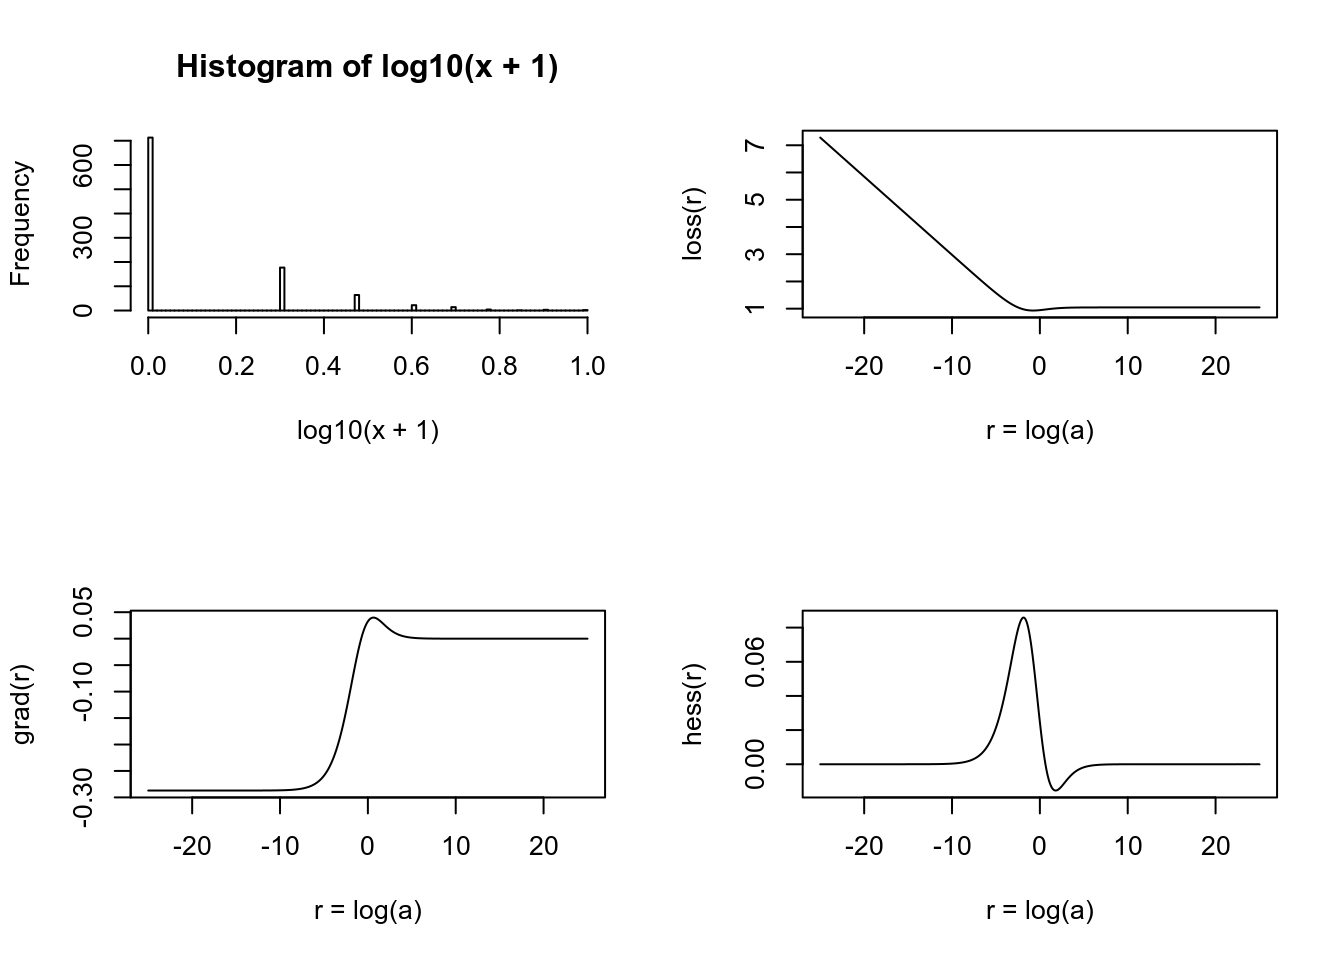 Histogram of log10(x + 1)
Frequency
600
300
0
0.0 0.2 0.4 0.6 0.8 1.0
log10(x + 1)
loss(r)
7
5
3
1
-20 -10 0 10 20
r = log(a)
grad(r)
0.05
-0.10
-0.30
-20 -10 0 10 20
r = log(a)
hess(r)
0.06
0.00
-20 -10 0 10 20
r = log(a)